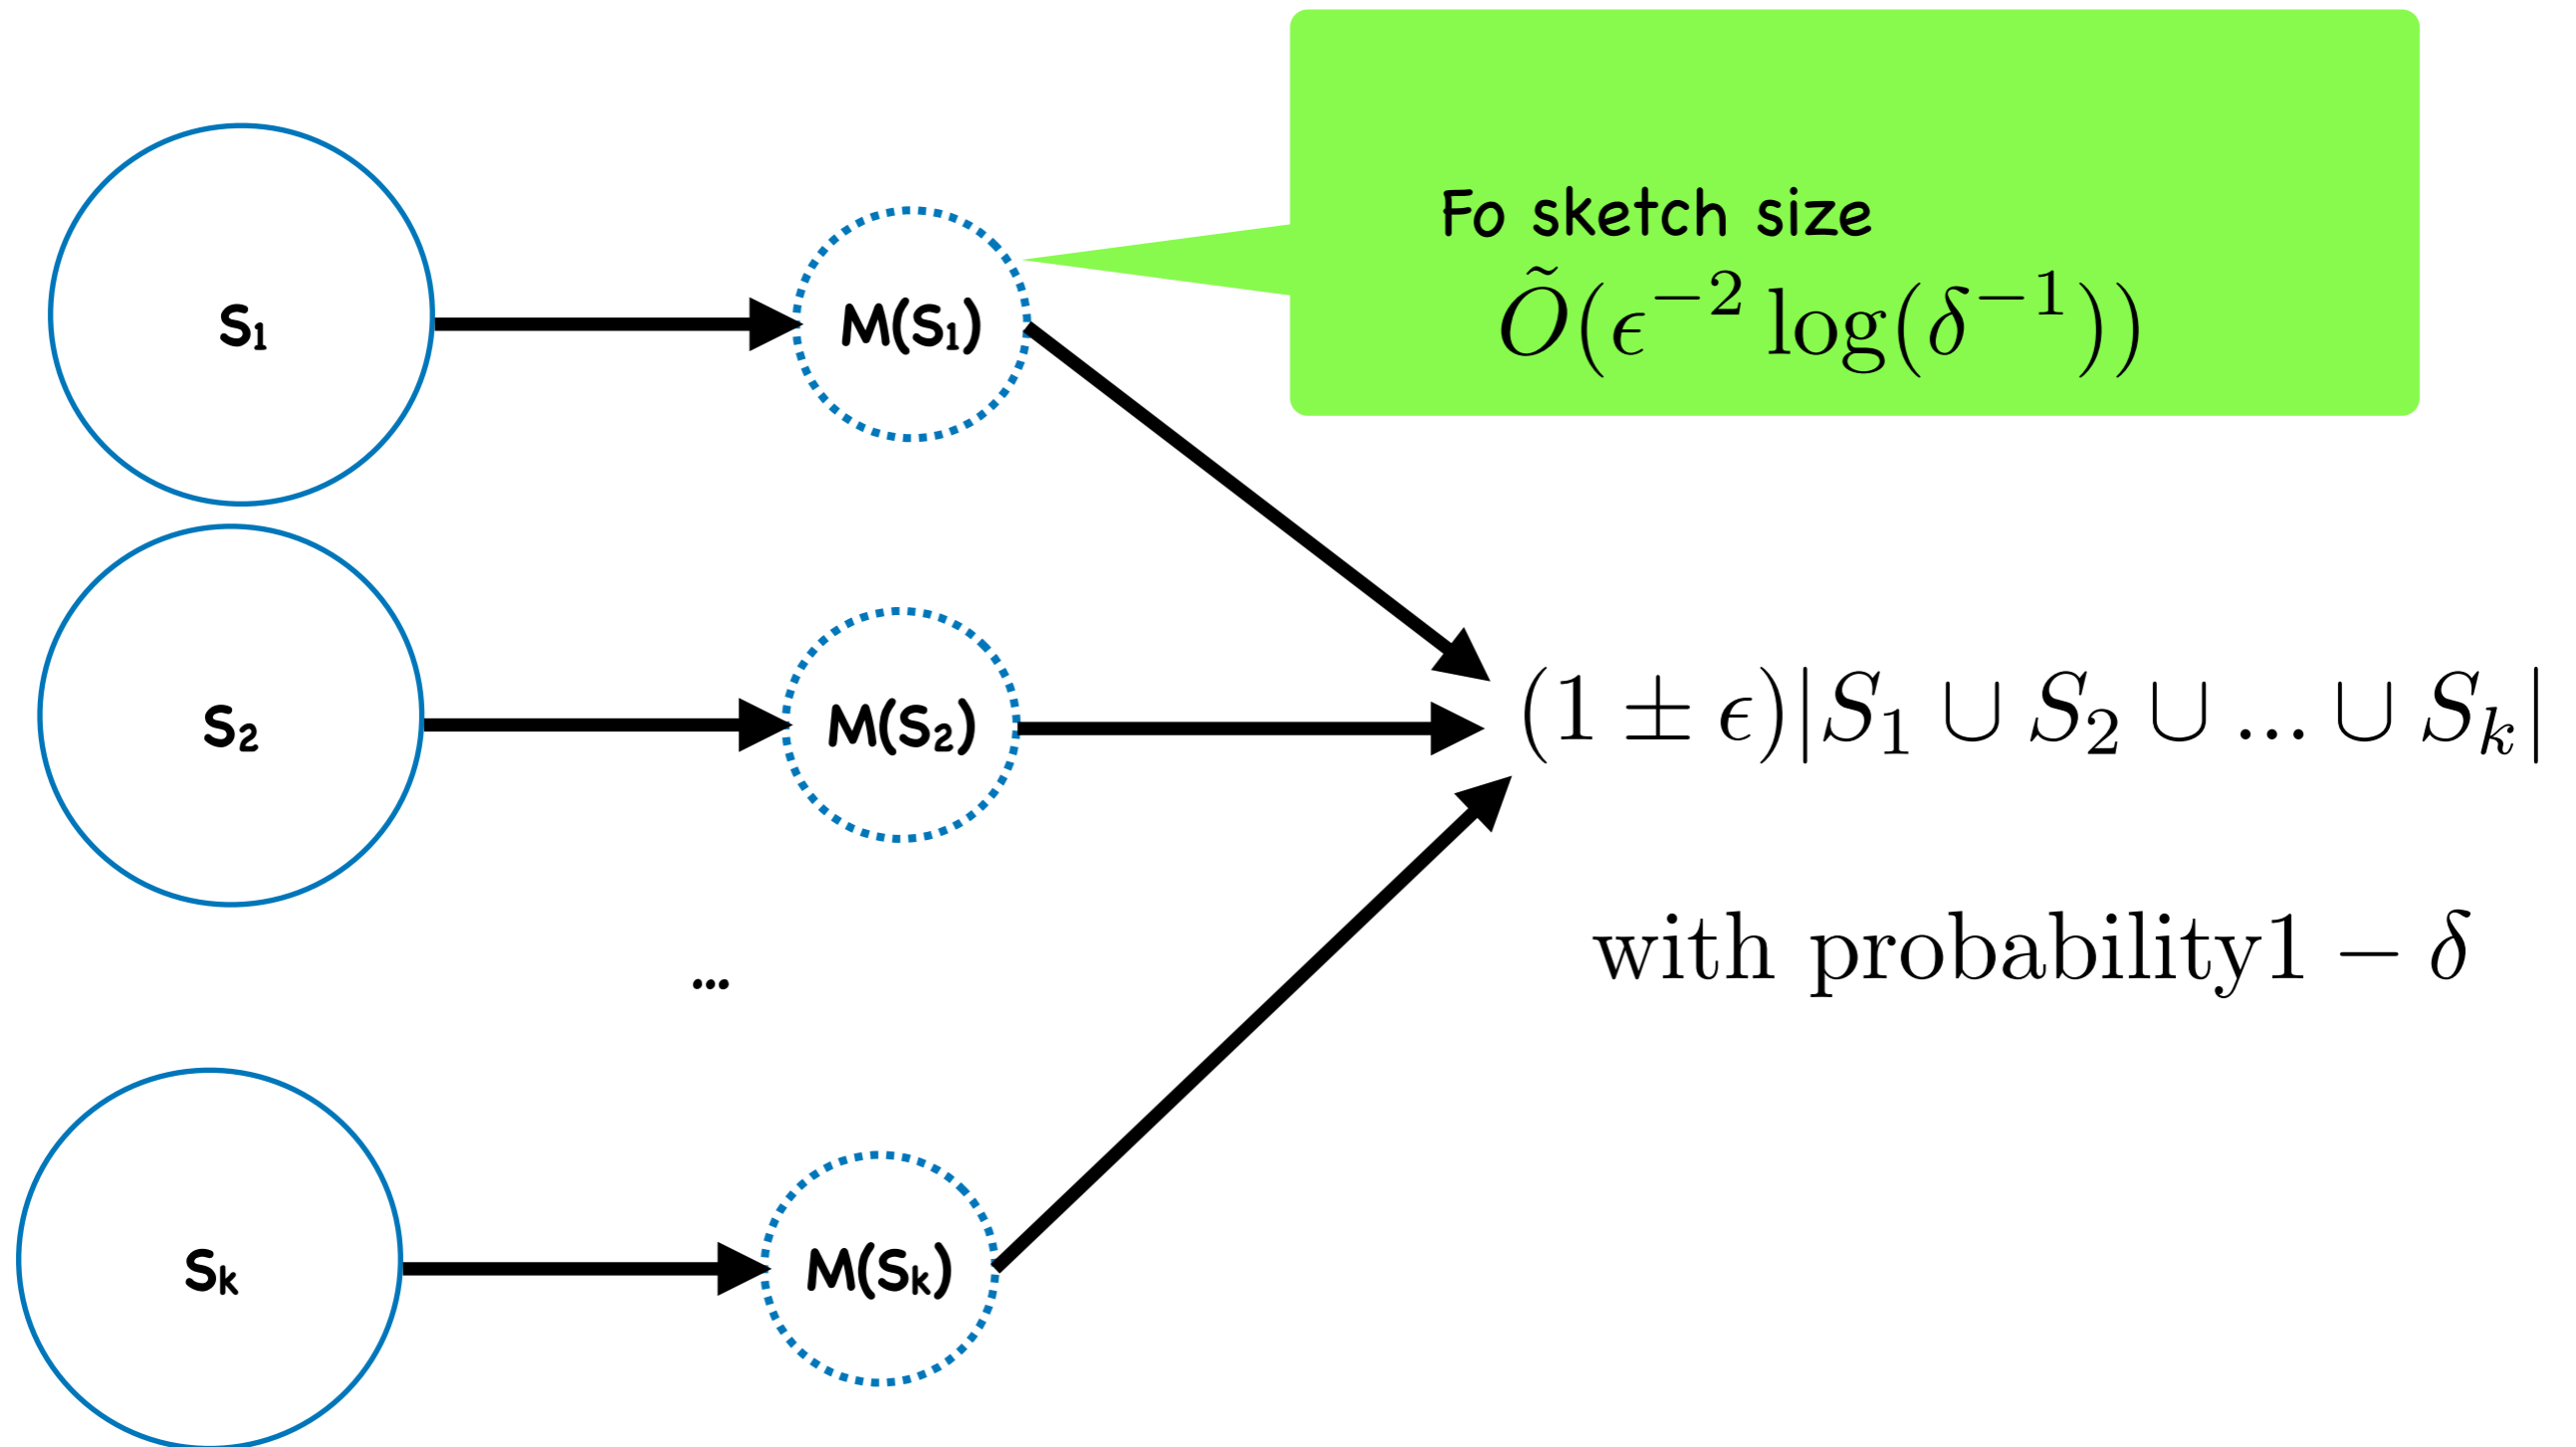 Fo sketch size
Õ(ϵ⁻² log(δ⁻¹))
S₁
M(S₁)
S₂
M(S₂)
(1 ± ϵ)|S₁ ∪ S₂ ∪ ... ∪ Sₖ|
with probability1 − δ
...
Sₖ
M(Sₖ)